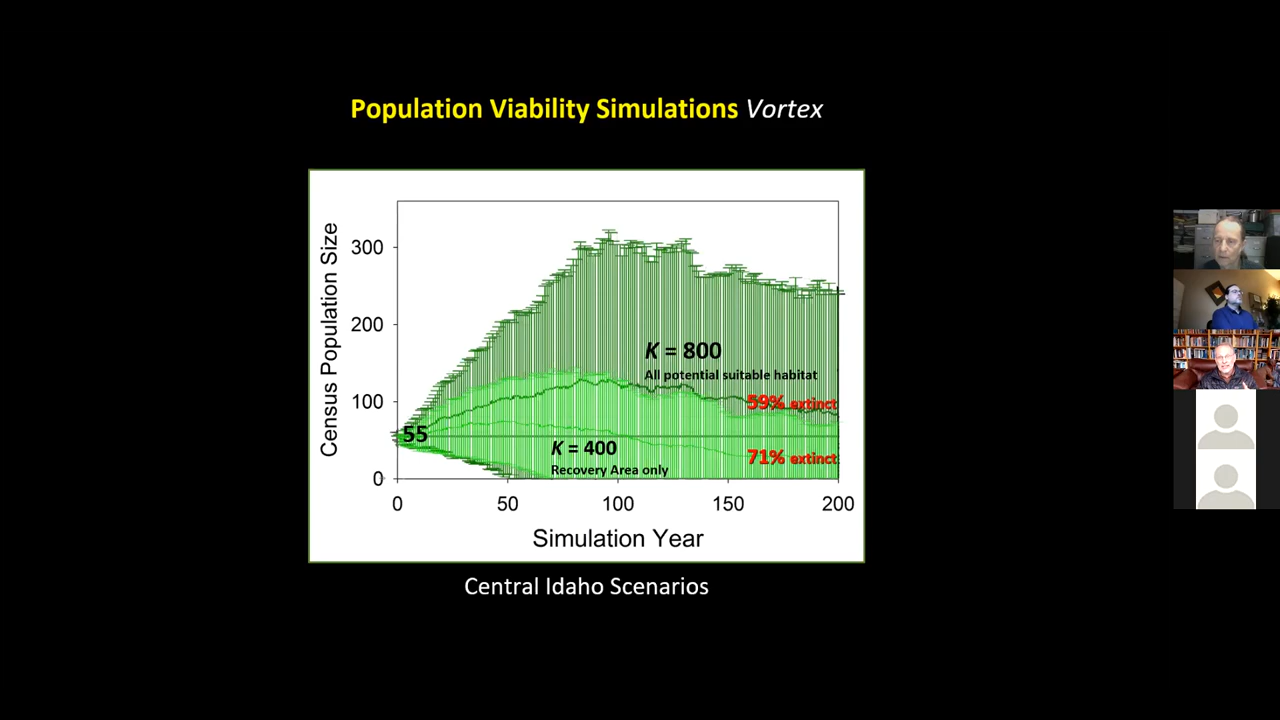 Population Viability Simulations Vortex
Census Population Size
300
200
100
0
K = 800
All potential suitable habitat
59% extinct
55
K = 400
Recovery Area only
71% extinct
0 50 100 150 200
Simulation Year
Central Idaho Scenarios